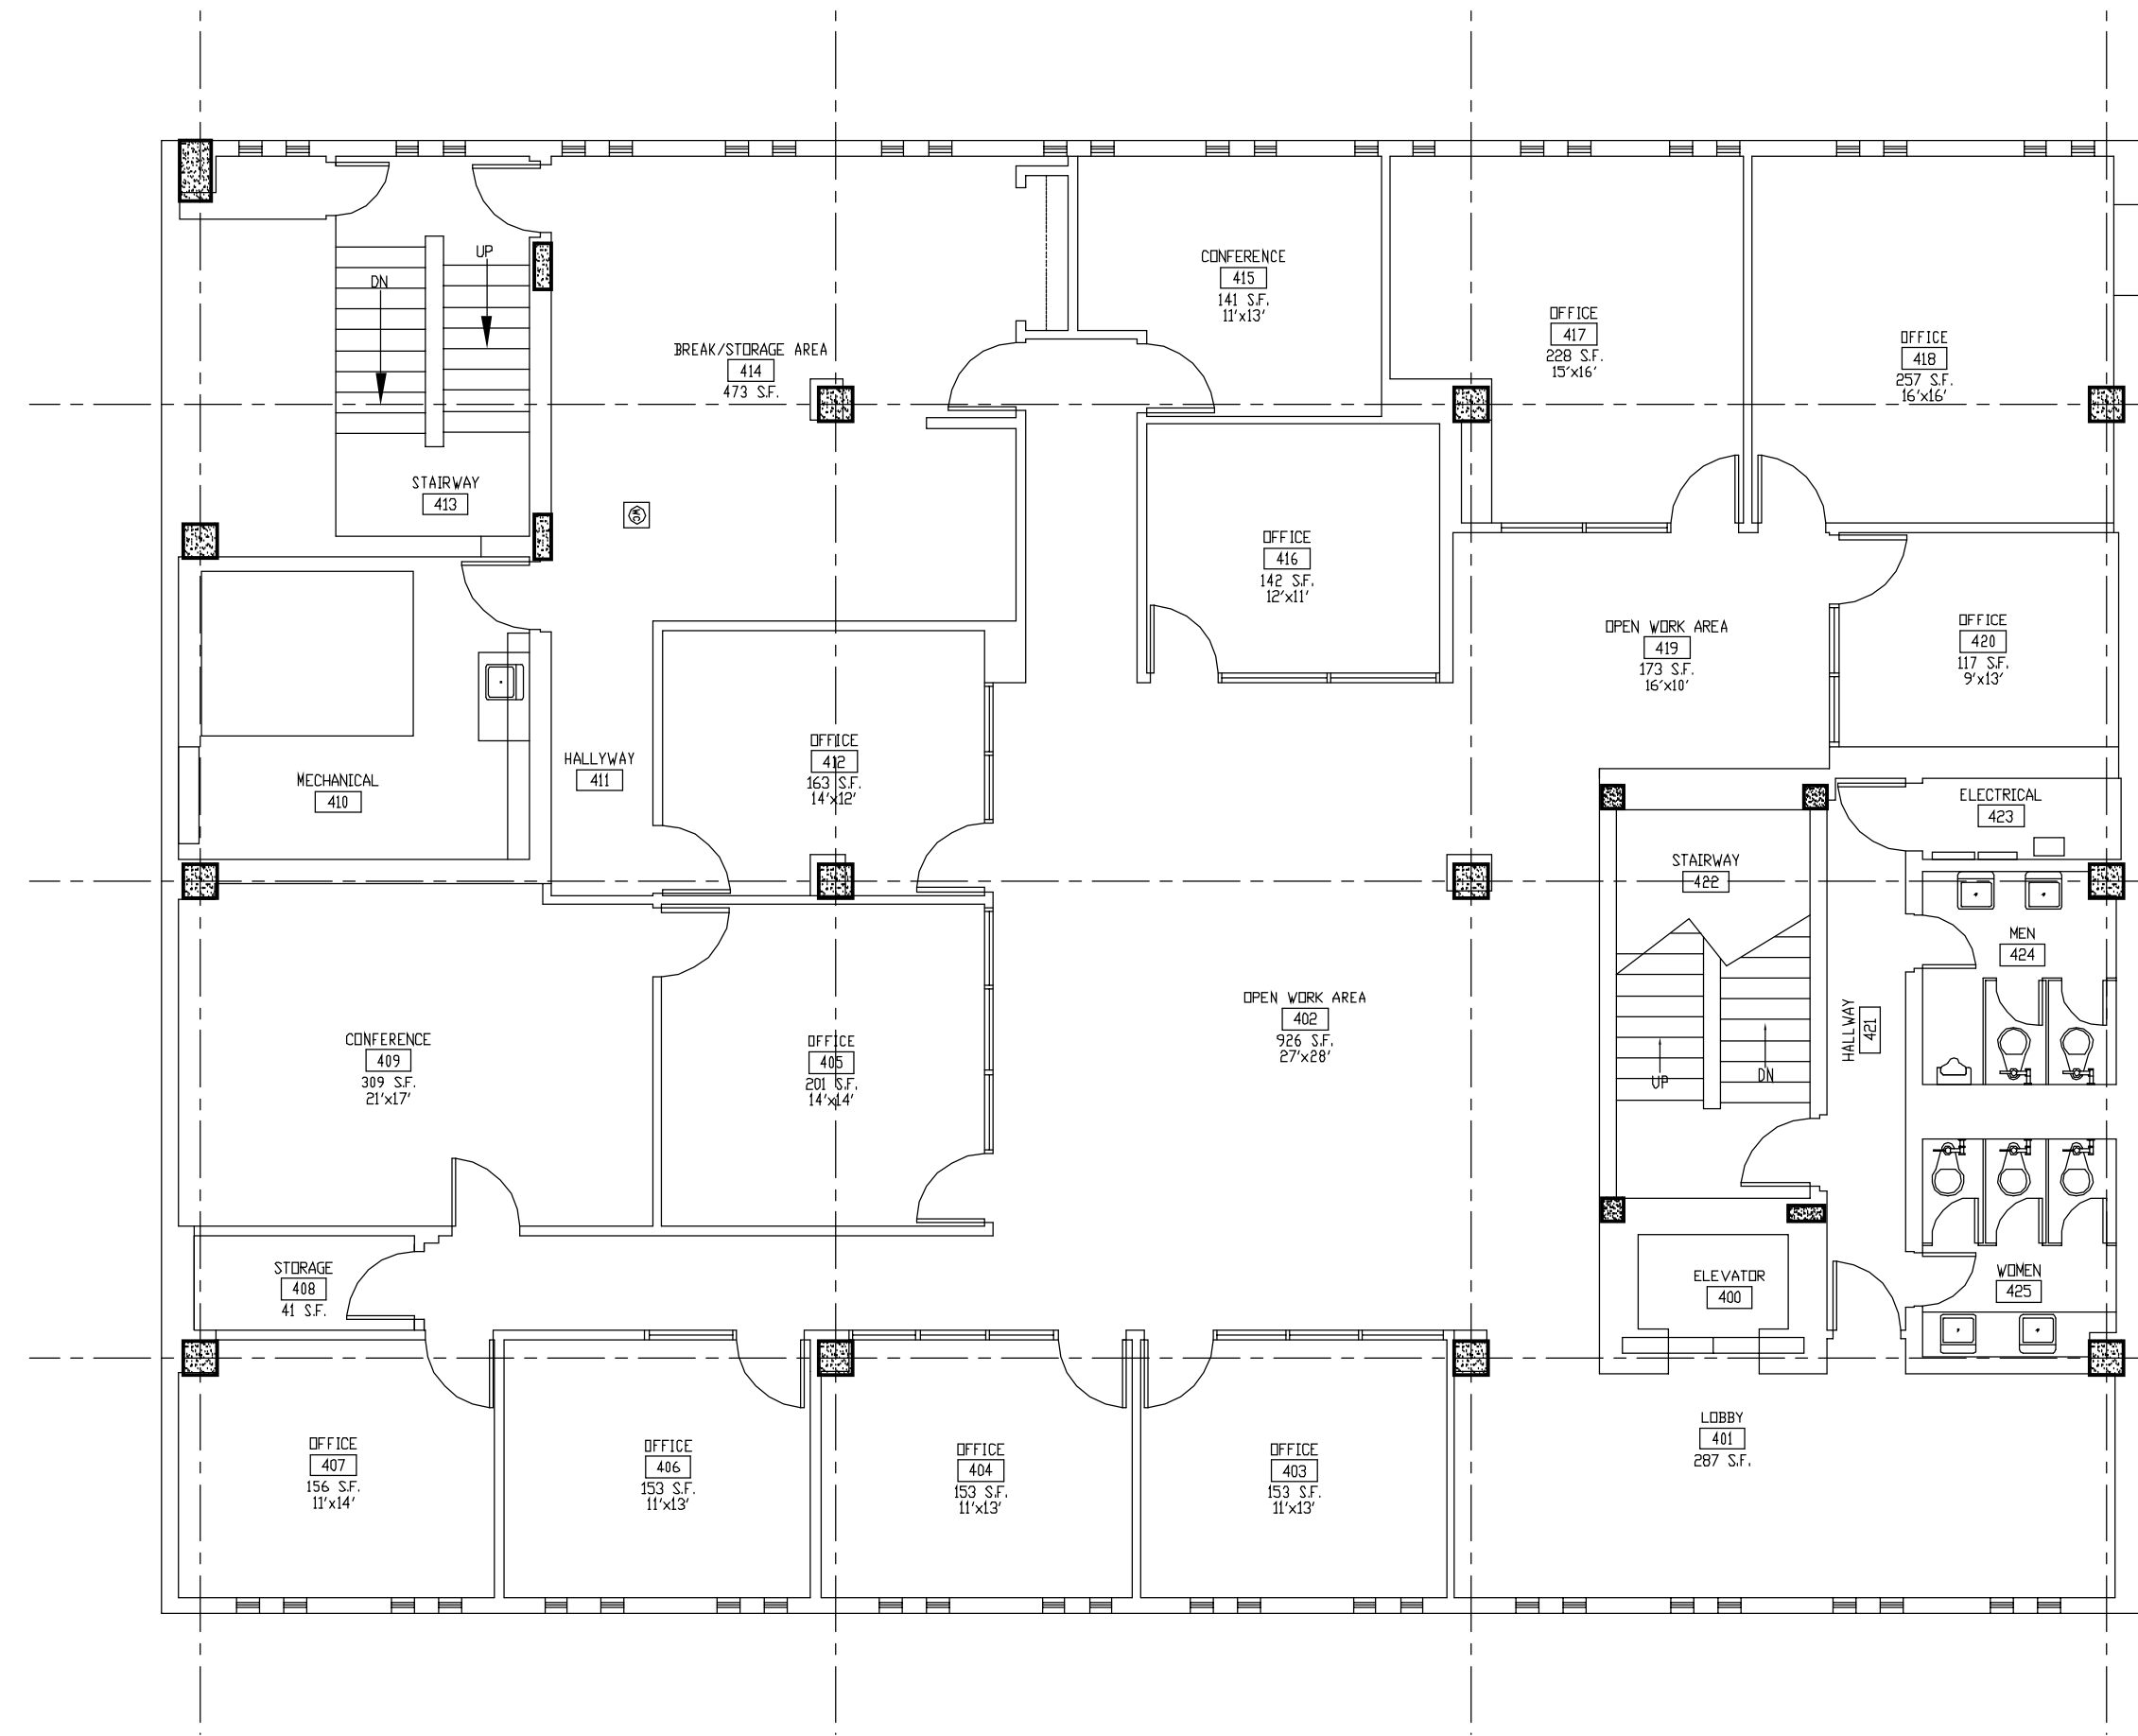 CONFERENCE
415
141 S.F.
11'x13'
UP
DN
OFFICE
417
228 S.F.
15'x16'
OFFICE
418
257 S.F.
16'x16'
BREAK/STORAGE AREA
414
473 S.F.
STAIRWAY
413
WC
OFFICE
416
142 S.F.
12'x11'
OPEN WORK AREA
419
173 S.F.
16'x10'
OFFICE
420
117 S.F.
9'x13'
MECHANICAL
410
HALLYWAY
411
OFFICE
412
163 S.F.
14'x12'
ELECTRICAL
423
STAIRWAY
422
MEN
424
CONFERENCE
409
309 S.F.
21'x17'
OFFICE
405
201 S.F.
14'x14'
OPEN WORK AREA
402
926 S.F.
27'x28'
UP
DN
HALLWAY
421
STORAGE
408
41 S.F.
ELEVATOR
400
WOMEN
425
OFFICE
407
156 S.F.
11'x14'
OFFICE
406
153 S.F.
11'x13'
OFFICE
404
153 S.F.
11'x13'
OFFICE
403
153 S.F.
11'x13'
LOBBY
401
287 S.F.